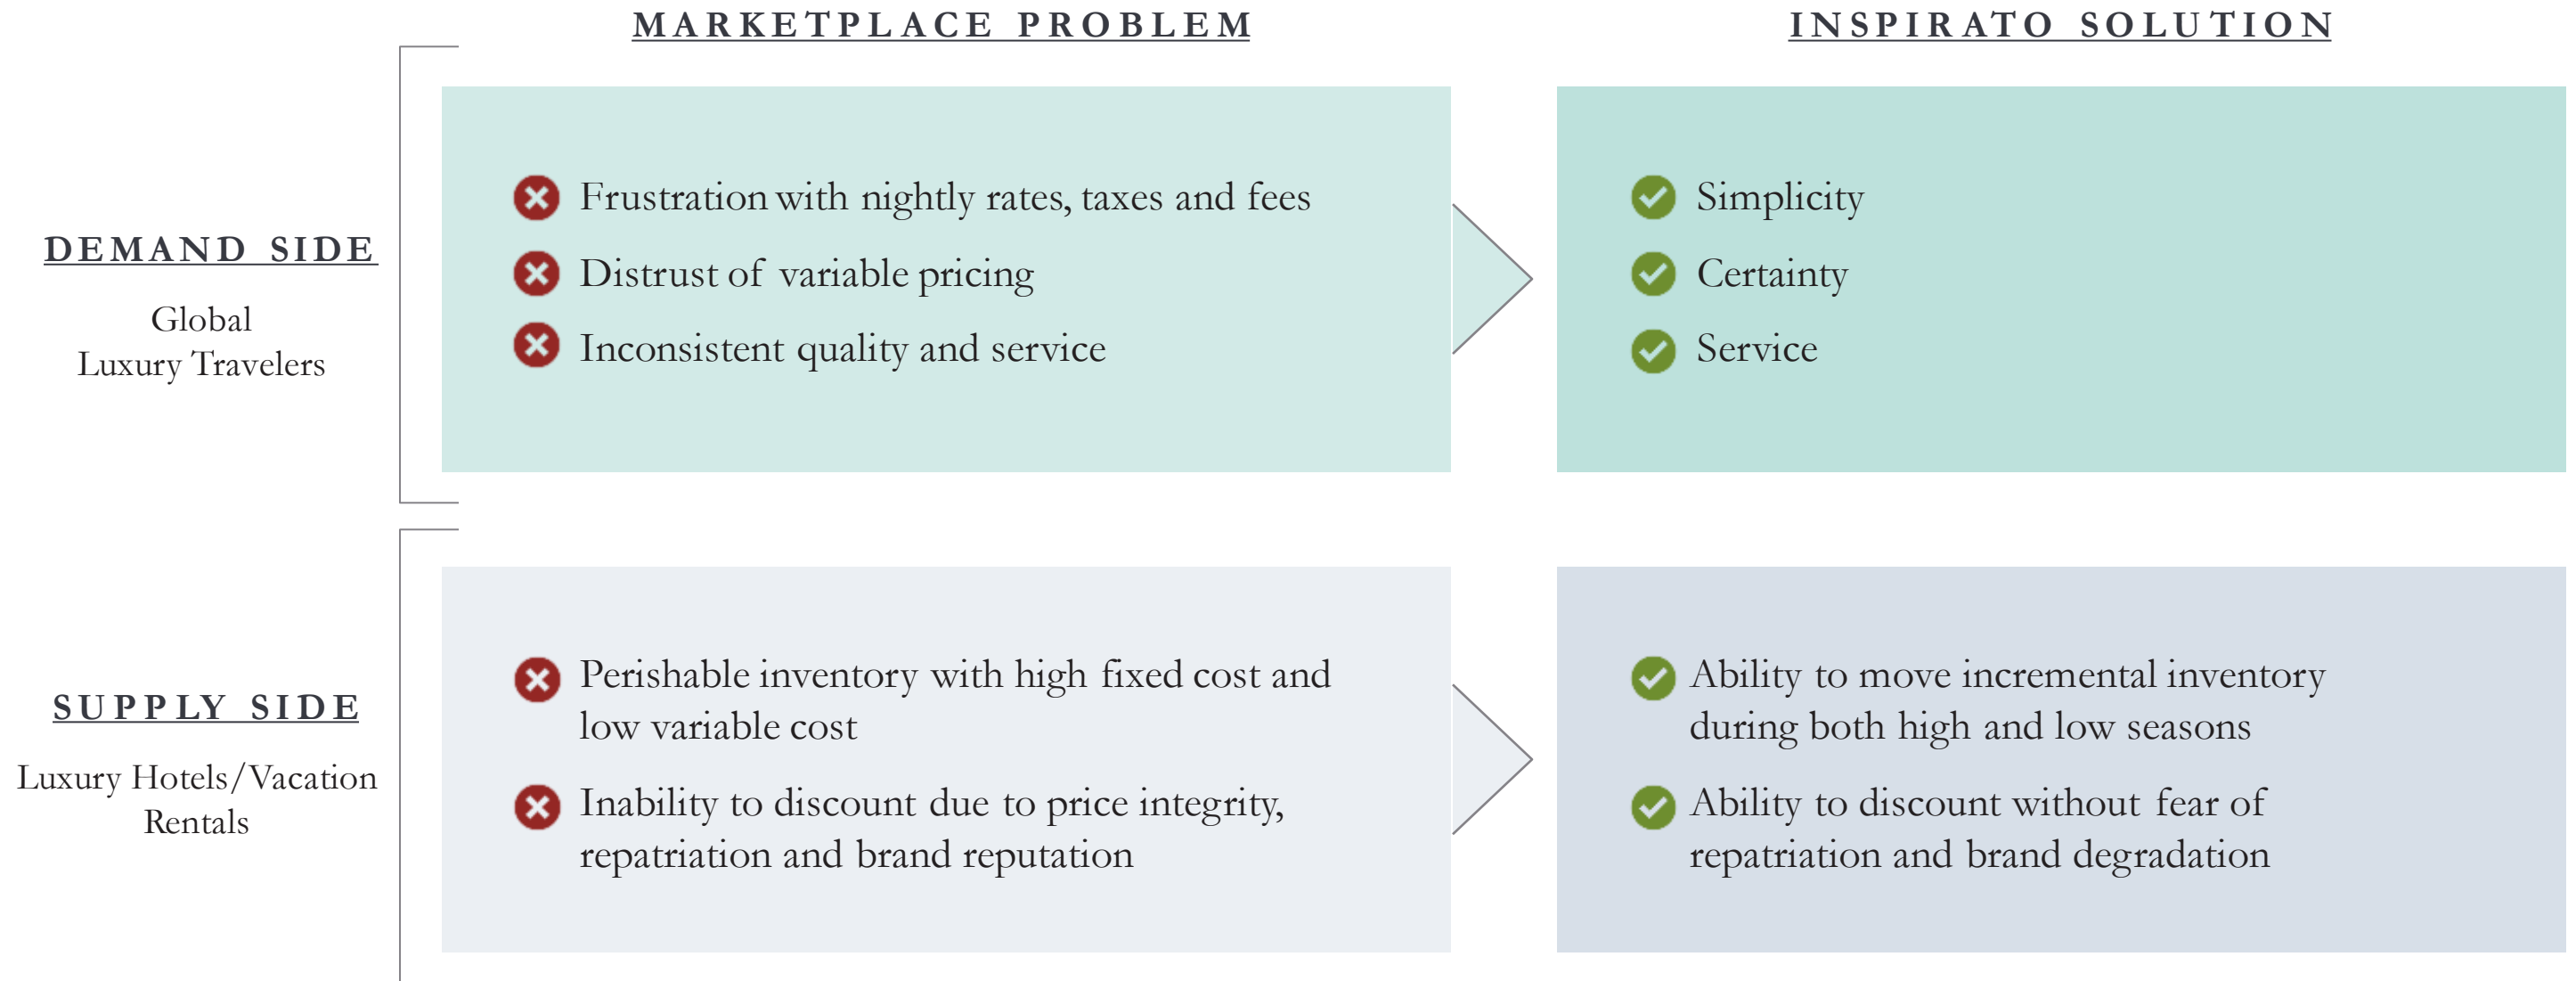 MARKETPLACE PROBLEM
INSPIRATO SOLUTION
DEMAND SIDE
Global
Luxury Travelers
Frustration with nightly rates, taxes and fees
Distrust of variable pricing
Inconsistent quality and service
Simplicity
Certainty
Service
SUPPLY SIDE
Luxury Hotels/Vacation
Rentals
Perishable inventory with high fixed cost and
low variable cost
Inability to discount due to price integrity,
repatriation and brand reputation
Ability to move incremental inventory
during both high and low seasons
Ability to discount without fear of
repatriation and brand degradation